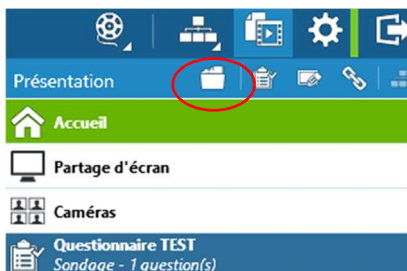 Présentation
Accueil
Partage d'écran
Caméras
Questionnaire TEST
Sondage - 1 question(s)